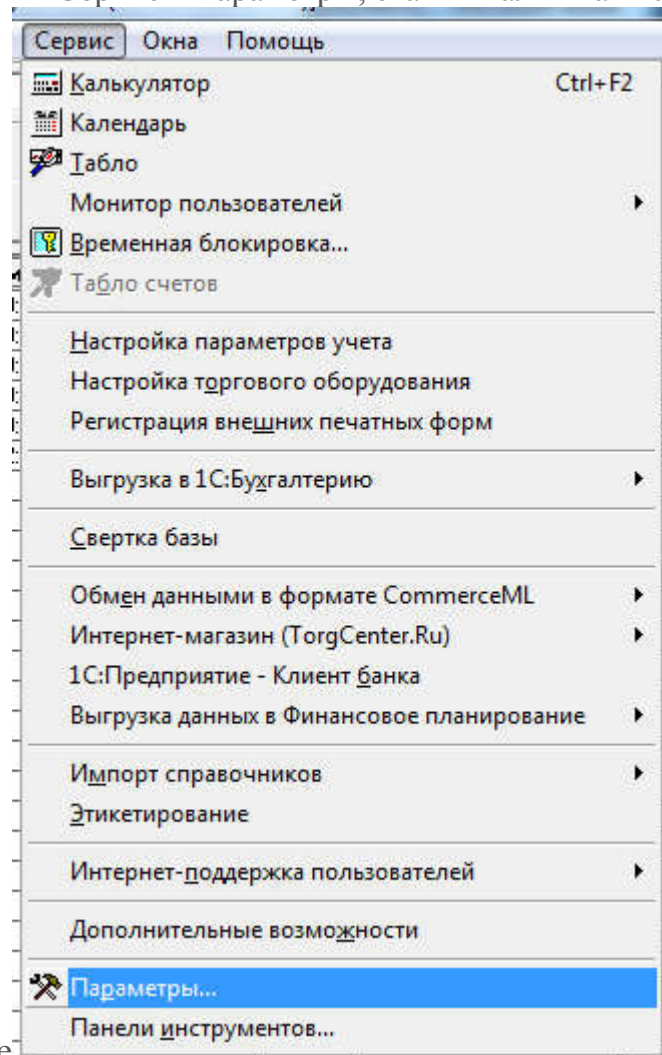 Сервис Окна Помощь
Калькулятор Ctrl+F2
Календарь
Табло
Монитор пользователей
Временная блокировка...
Табло счетов
Настройка параметров учета
Настройка торгового оборудования
Регистрация внешних печатных форм
Выгрузка в 1С:Бухгалтерию
Свертка базы
Обмен данными в формате CommerceML
Интернет-магазин (TorgCenter.Ru)
1С:Предприятие - Клиент банка
Выгрузка данных в Финансовое планирование
Импорт справочников
Этикетирование
Интернет-поддержка пользователей
Дополнительные возможности
Параметры...
Панели инструментов...